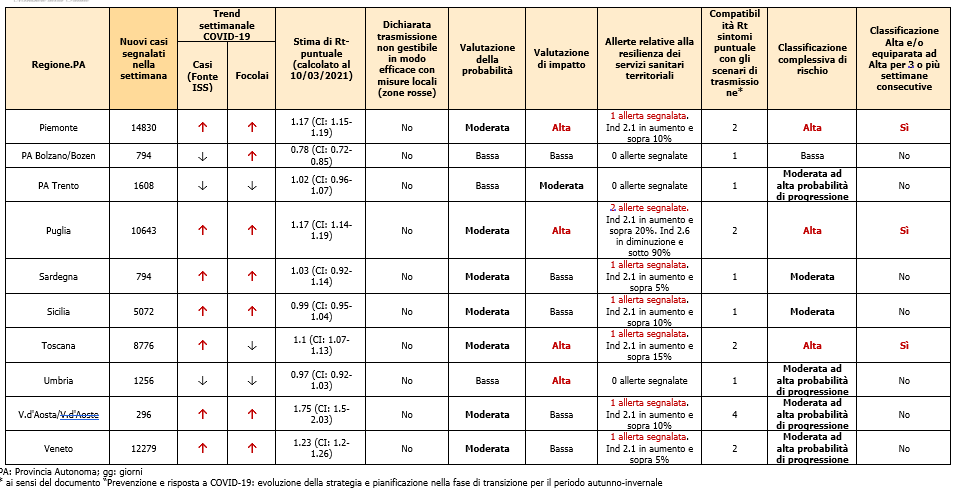 Regione.PA
Nuovi casi segnalati nella settimana
Trend settimanale COVID-19
Casi (Fonte ISS)
Focolai
Stima di Rt-puntuale (calcolato al 10/03/2021)
Dichiarata trasmissione non gestibile in modo efficace con misure locali (zone rosse)
Valutazione della probabilità
Valutazione di impatto
Allerte relative alla resilienza dei servizi sanitari territoriali
Compatibilità Rt sintomi puntuale con gli scenari di trasmissione*
Classificazione complessiva di rischio
Classificazione Alta e/o equiparata ad Alta per 3 o più settimane consecutive
Piemonte 14830 ↑ ↑ 1.17 (CI: 1.15-1.19) No Moderata Alta 1 allerta segnalata. Ind 2.1 in aumento e sopra 10% 2 Alta Sì
PA Bolzano/Bozen 794 ↓ ↑ 0.78 (CI: 0.72-0.85) No Bassa Bassa 0 allerte segnalate 1 Bassa No
PA Trento 1608 ↓ ↓ 1.02 (CI: 0.96-1.07) No Bassa Moderata 0 allerte segnalate 1 Moderata ad alta probabilità di progressione No
Puglia 10643 ↑ ↑ 1.17 (CI: 1.14-1.19) No Moderata Alta 2 allerte segnalate. Ind 2.1 in aumento e sopra 20%. Ind 2.6 in diminuzione e sotto 90% 2 Alta Sì
Sardegna 794 ↑ ↑ 1.03 (CI: 0.92-1.14) No Moderata Bassa 1 allerta segnalata. Ind 2.1 in aumento e sopra 5% 1 Moderata No
Sicilia 5072 ↑ ↑ 0.99 (CI: 0.95-1.04) No Moderata Bassa 1 allerta segnalata. Ind 2.1 in aumento e sopra 10% 1 Moderata No
Toscana 8776 ↑ ↓ 1.1 (CI: 1.07-1.13) No Moderata Alta 1 allerta segnalata. Ind 2.1 in aumento e sopra 15% 2 Alta Sì
Umbria 1256 ↓ ↓ 0.97 (CI: 0.92-1.03) No Bassa Alta 0 allerte segnalate 1 Moderata ad alta probabilità di progressione No
V.d'Aosta/V.d'Aoste 296 ↑ ↑ 1.75 (CI: 1.5-2.03) No Moderata Bassa 1 allerta segnalata. Ind 2.1 in aumento e sopra 10% 4 Moderata ad alta probabilità di progressione No
Veneto 12279 ↑ ↑ 1.23 (CI: 1.2-1.26) No Moderata Bassa 1 allerta segnalata. Ind 2.1 in aumento e sopra 5% 2 Moderata ad alta probabilità di progressione No
PA: Provincia Autonoma; gg: giorni
* ai sensi del documento "Prevenzione e risposta a COVID-19: evoluzione della strategia e pianificazione nella fase di transizione per il periodo autunno-invernale